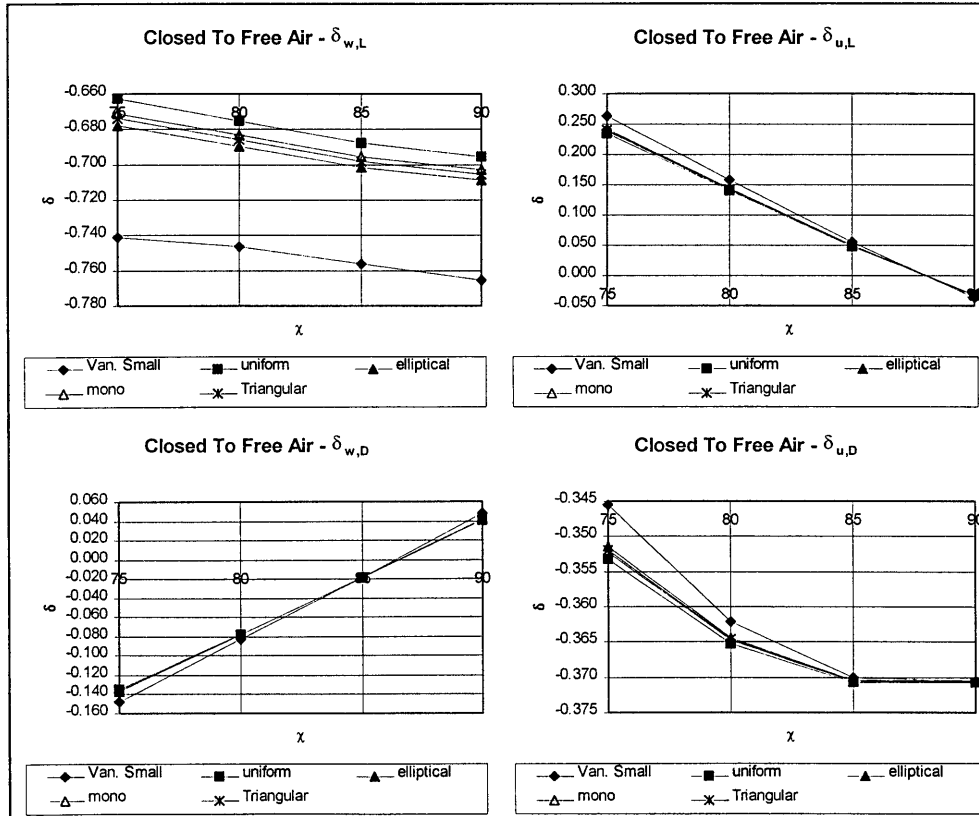 Closed To Free Air - δw,L
-0.660
-0.680
-0.700
-0.720
-0.740
-0.760
-0.780
δ
75 80 85 90
χ
Van. Small uniform elliptical
mono Triangular
Closed To Free Air - δu,L
0.300
0.250
0.200
0.150
0.100
0.050
0.000
-0.050
δ
75 80 85 90
χ
Van. Small uniform elliptical
mono Triangular
Closed To Free Air - δw,D
0.060
0.040
0.020
0.000
-0.020
-0.040
-0.060
-0.080
-0.100
-0.120
-0.140
-0.160
δ
75 80 85 90
χ
Van. Small uniform elliptical
mono Triangular
Closed To Free Air - δu,D
-0.345
-0.350
-0.355
-0.360
-0.365
-0.370
-0.375
δ
75 80 85 90
χ
Van. Small uniform elliptical
mono Triangular